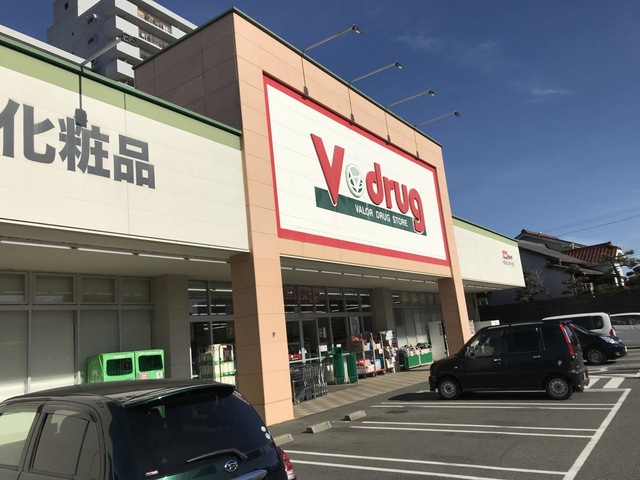 化粧品
V drug
VALOR DRUG STORE